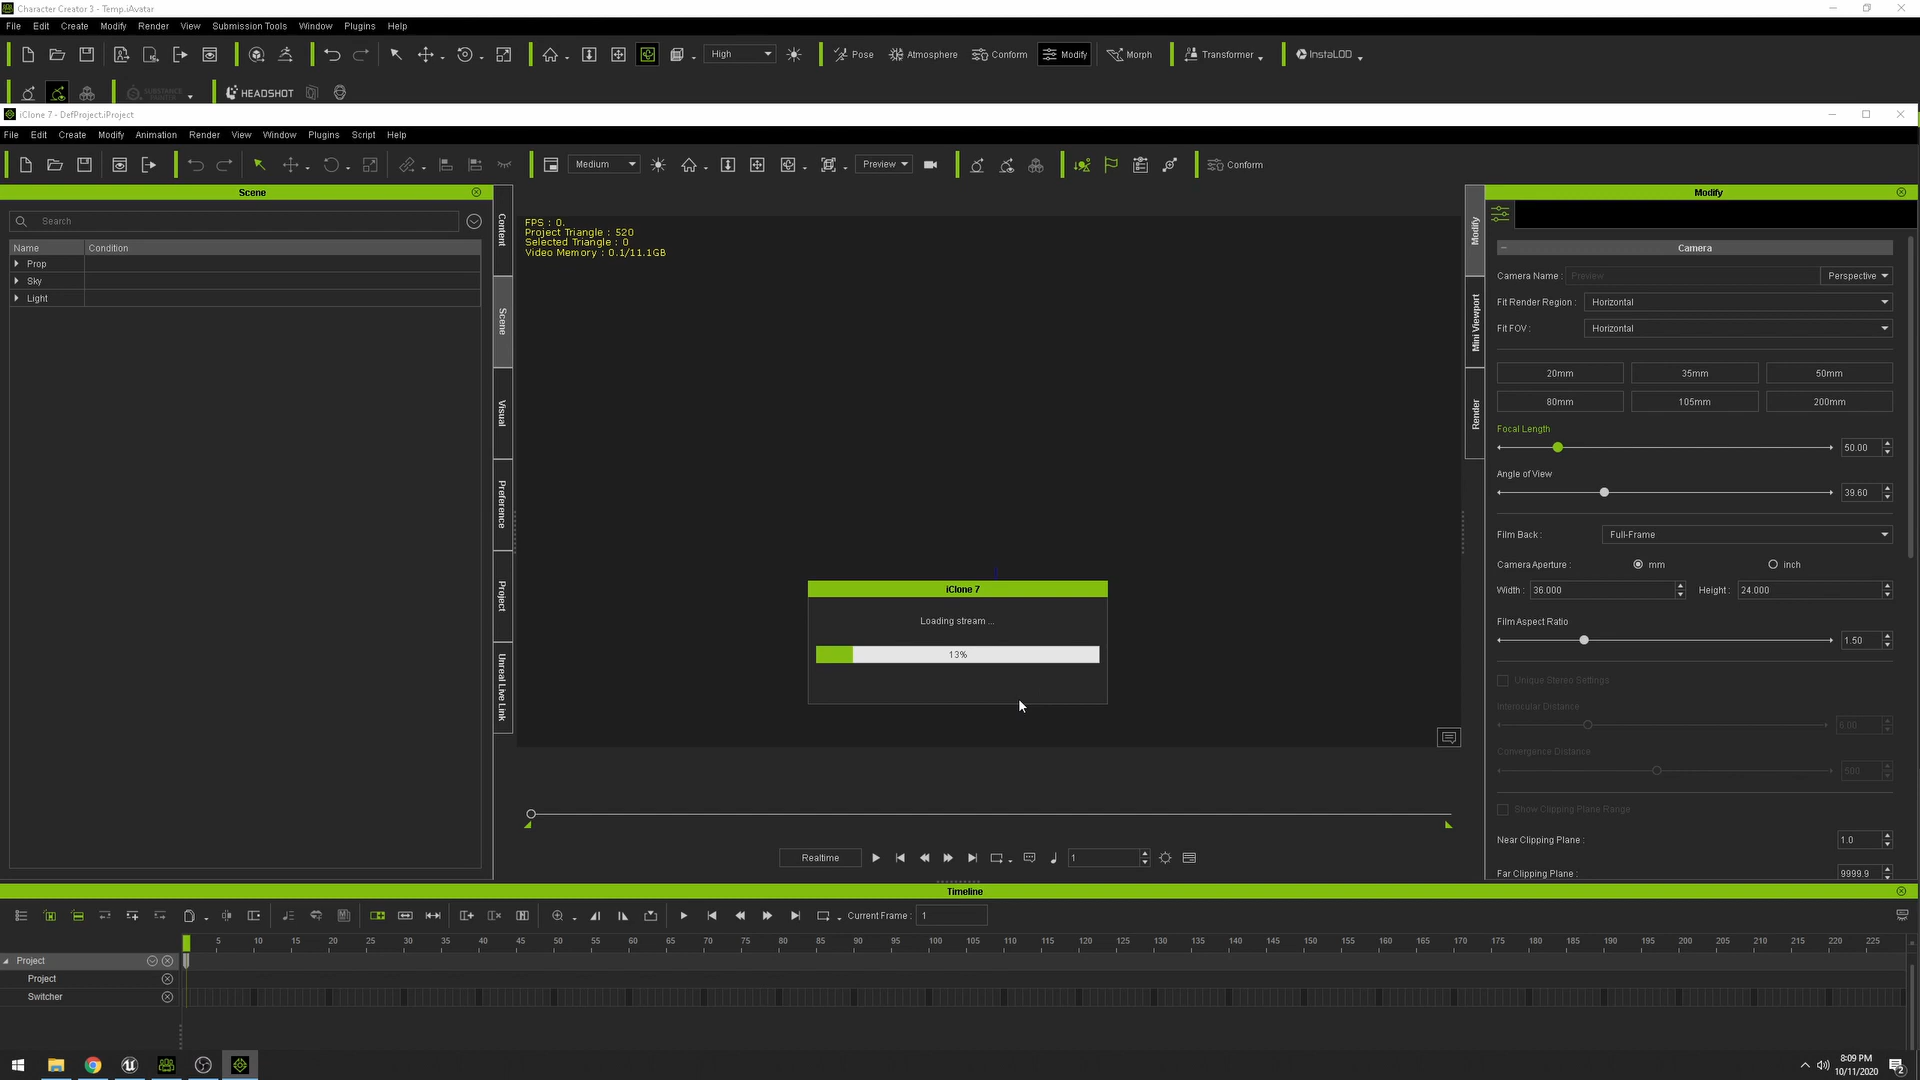 Character Creator 3 - Temp.iAvatar
File Edit Create Modify Render View Submission Tools Window Plugins Help
High Pose Atmosphere Conform Modify Morph Transformer InstaLOD
SUBSTANCE PAINTER HEADSHOT
iClone 7 - DefProject.iProject
File Edit Create Modify Animation Render View Window Plugins Script Help
Medium Preview Conform
Scene
Search
Name Condition
Prop
Sky
Light
Content
Scene
Visual
Preference
Project
Unreal Live Link
FPS : 0.
Project Triangle : 520
Selected Triangle : 0
Video Memory : 0.1/11.1GB
iClone 7
Loading stream ...
13%
Modify
Mini Viewport
Render
Modify
Camera
Camera Name : Preview Perspective
Fit Render Region : Horizontal
Fit FOV : Horizontal
20mm 35mm 50mm
80mm 105mm 200mm
Focal Length
50.00
Angle of View
39.60
Film Back : Full-Frame
Camera Aperture : mm inch
Width : 36.000 Height : 24.000
Film Aspect Ratio
1.50
Unique Stereo Settings
Interocular Distance
6.00
Convergence Distance
500
Show Clipping Plane Range
Near Clipping Plane : 1.0
Far Clipping Plane : 9999.9
Realtime 1
Timeline
Current Frame : 1
5 10 15 20 25 30 35 40 45 50 55 60 65 70 75 80 85 90 95 100 105 110 115 120 125 130 135 140 145 150 155 160 165 170 175 180 185 190 195 200 205 210 215 220 225
Project
Project
Switcher
8:09 PM
10/11/2020
2